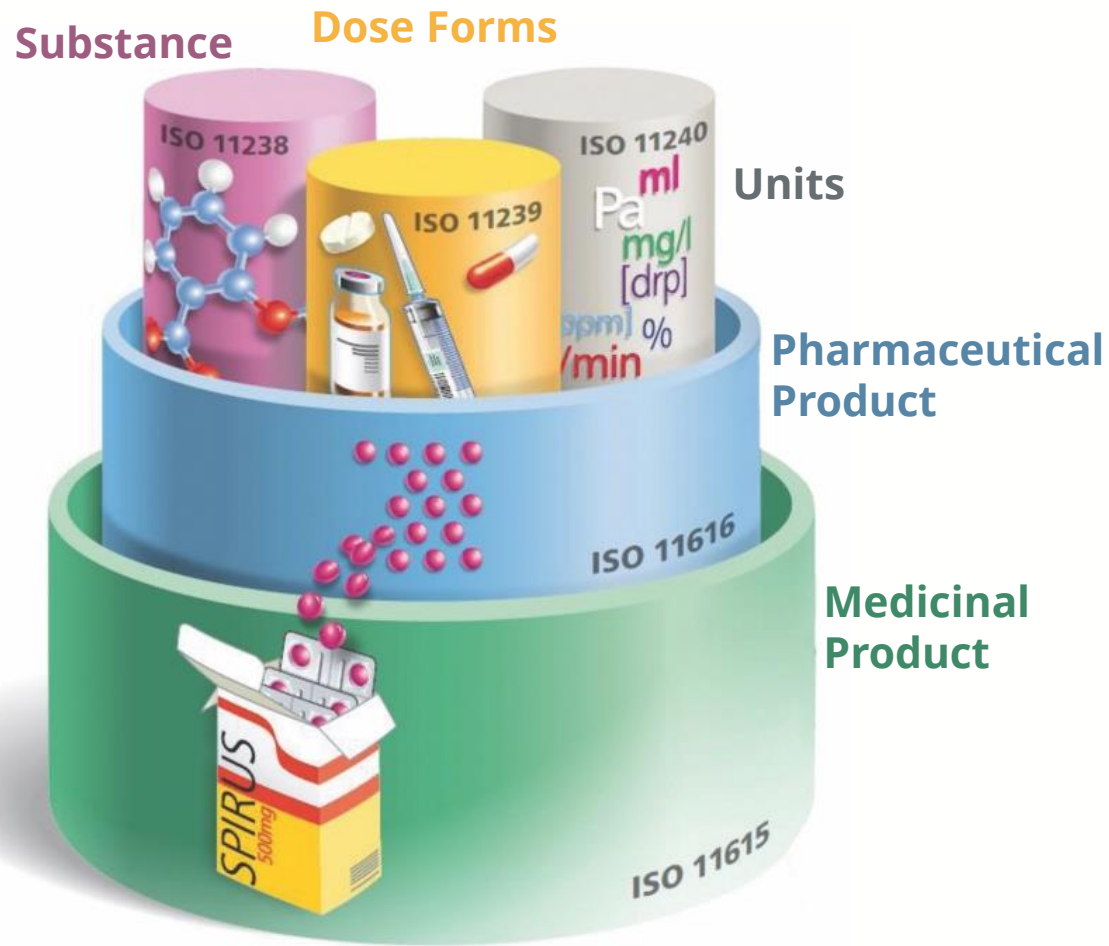 Substance
Dose Forms
ISO 11238
ISO 11239
ISO 11240
ml
Pa
mg/l
[drp]
ppm]
%
/min
Units
Pharmaceutical
Product
ISO 11616
Medicinal
Product
SPIRUS
500mg
ISO 11615